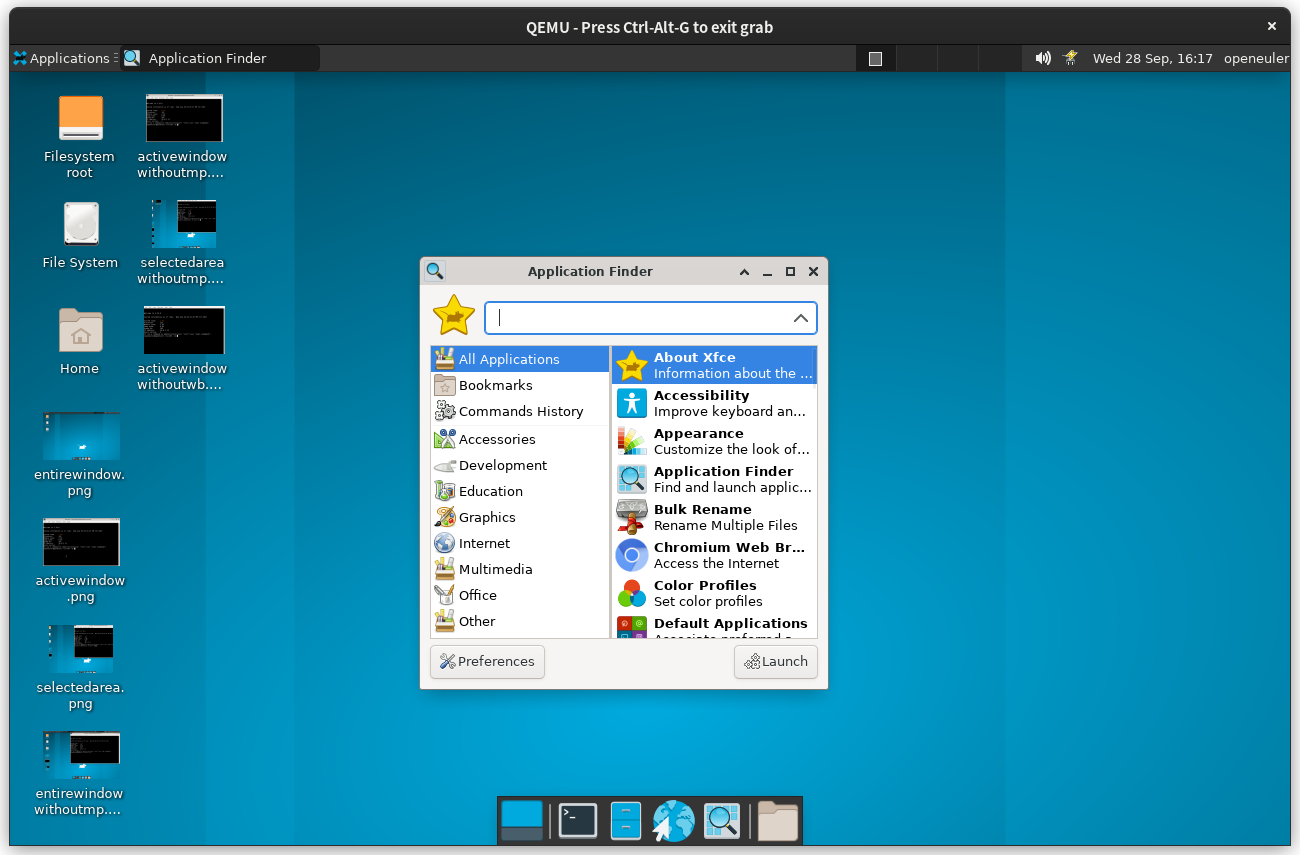 QEMU - Press Ctrl-Alt-G to exit grab
Applications
Application Finder
Wed 28 Sep, 16:17
openeuler
Filesystem
root
activewindow
withoutmp....
File System
selectedarea
withoutmp....
Home
activewindow
withoutwb....
entirewindow.
png
activewindow
.png
selectedarea.
png
entirewindow
withoutmp....
Application Finder
All Applications
Bookmarks
Commands History
Accessories
Development
Education
Graphics
Internet
Multimedia
Office
Other
About Xfce
Information about the ...
Accessibility
Improve keyboard an...
Appearance
Customize the look of...
Application Finder
Find and launch applic...
Bulk Rename
Rename Multiple Files
Chromium Web Br...
Access the Internet
Color Profiles
Set color profiles
Default Applications
Preferences
Launch